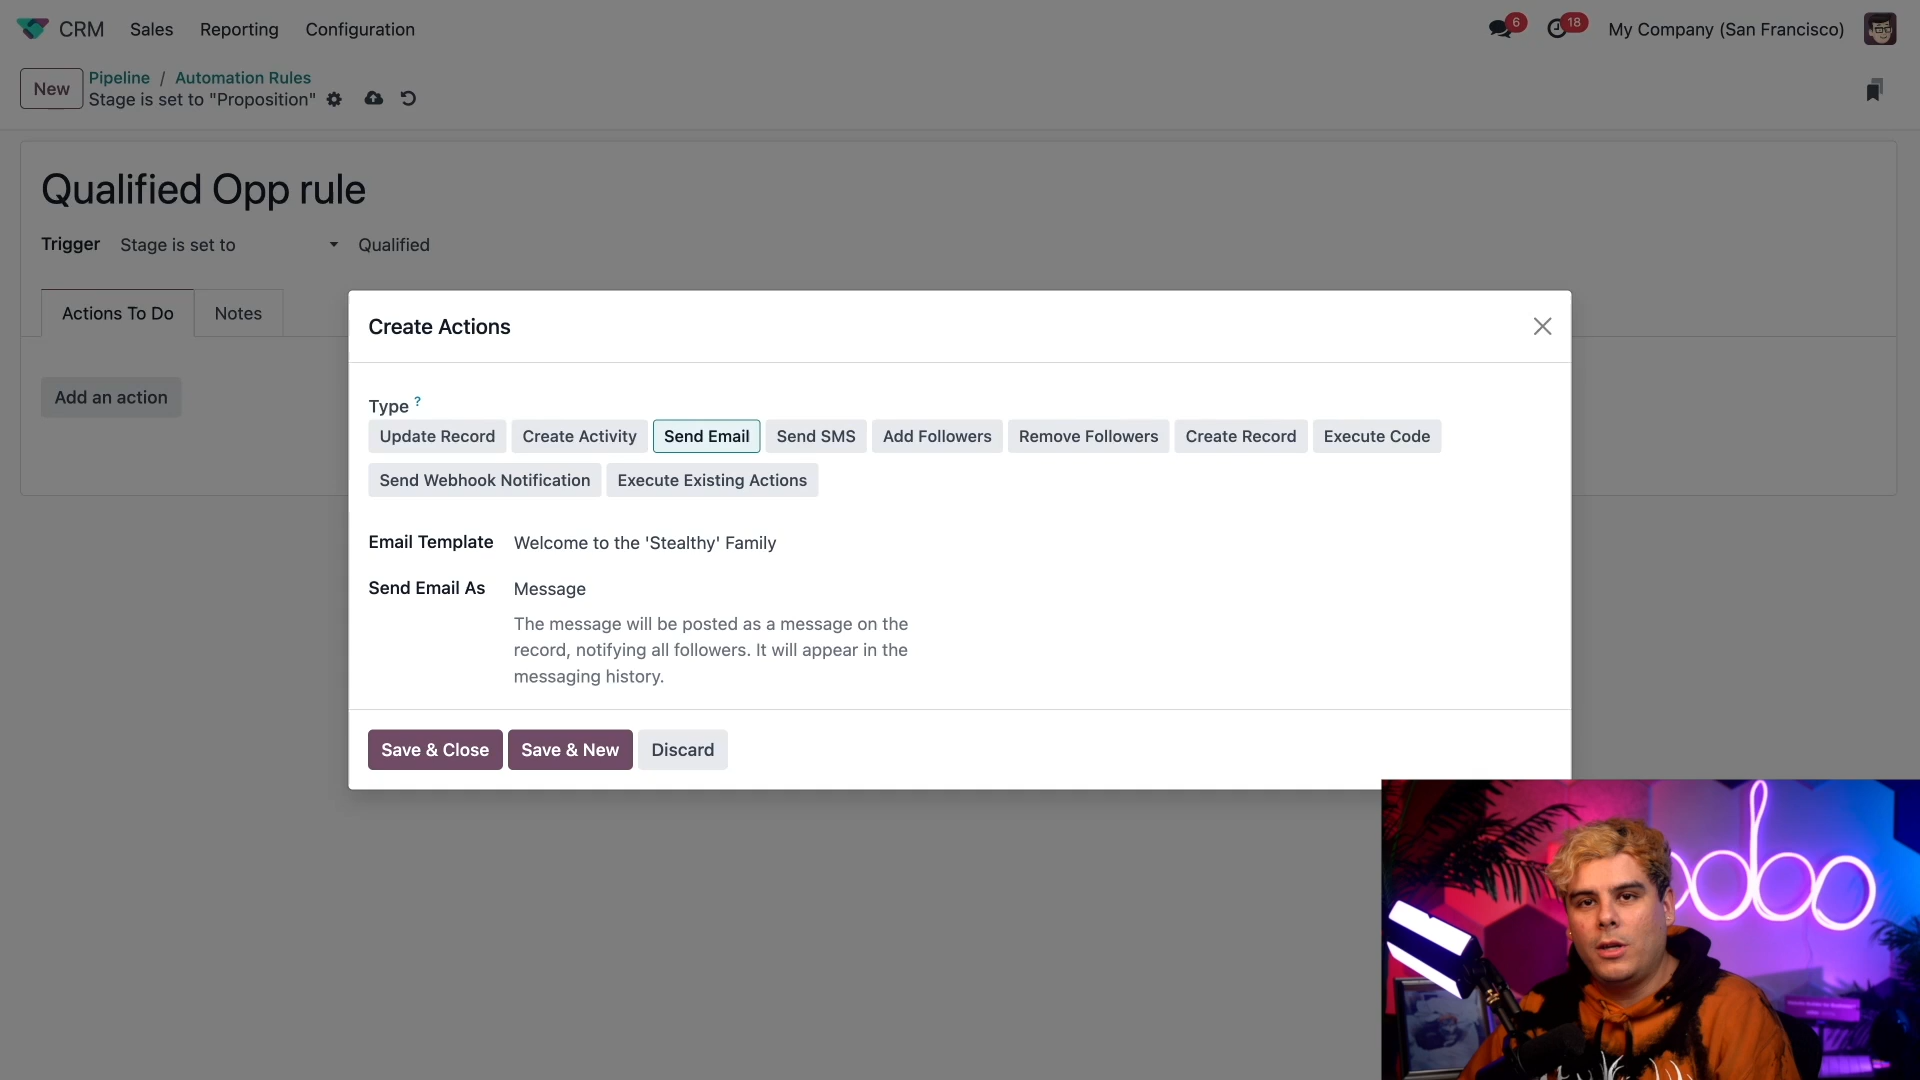 CRM Sales Reporting Configuration 6 18 My Company (San Francisco)
New Pipeline / Automation Rules
Stage is set to "Proposition"
Qualified Opp rule
Trigger Stage is set to Qualified
Actions To Do Notes
Create Actions
Add an action
Type ?
Update Record Create Activity Send Email Send SMS Add Followers Remove Followers Create Record Execute Code
Send Webhook Notification Execute Existing Actions
Email Template Welcome to the 'Stealthy' Family
Send Email As Message
The message will be posted as a message on the
record, notifying all followers. It will appear in the
messaging history.
Save & Close Save & New Discard
odoo